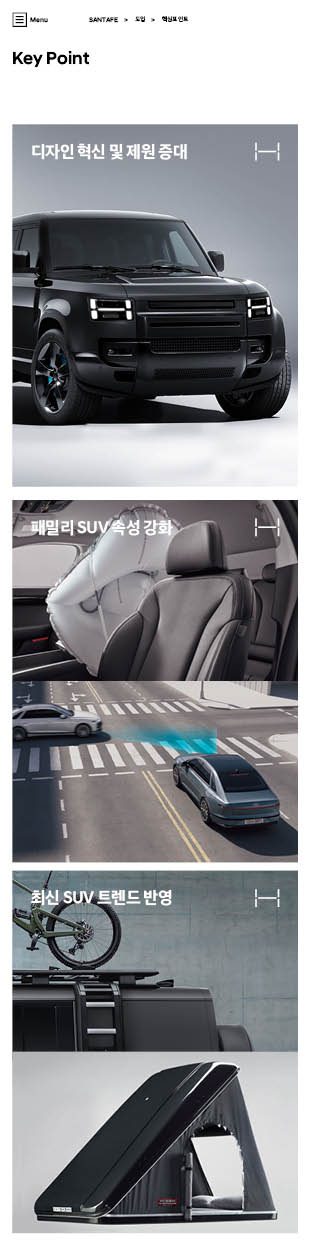 Menu
SANTAFE > 도입 > 핵심포인트
Key Point
디자인 혁신 및 제원 증대
패밀리 SUV 속성 강화
최신 SUV 트렌드 반영